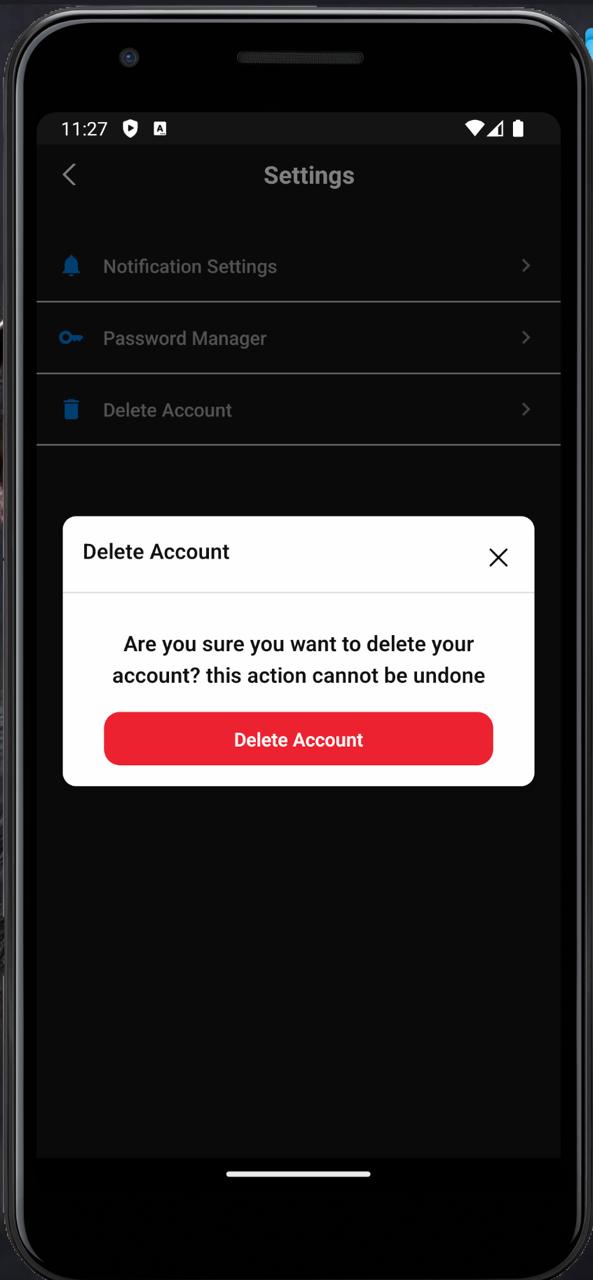 11:27
Settings
Notification Settings
Password Manager
Delete Account
Delete Account
Are you sure you want to delete your
account? this action cannot be undone
Delete Account